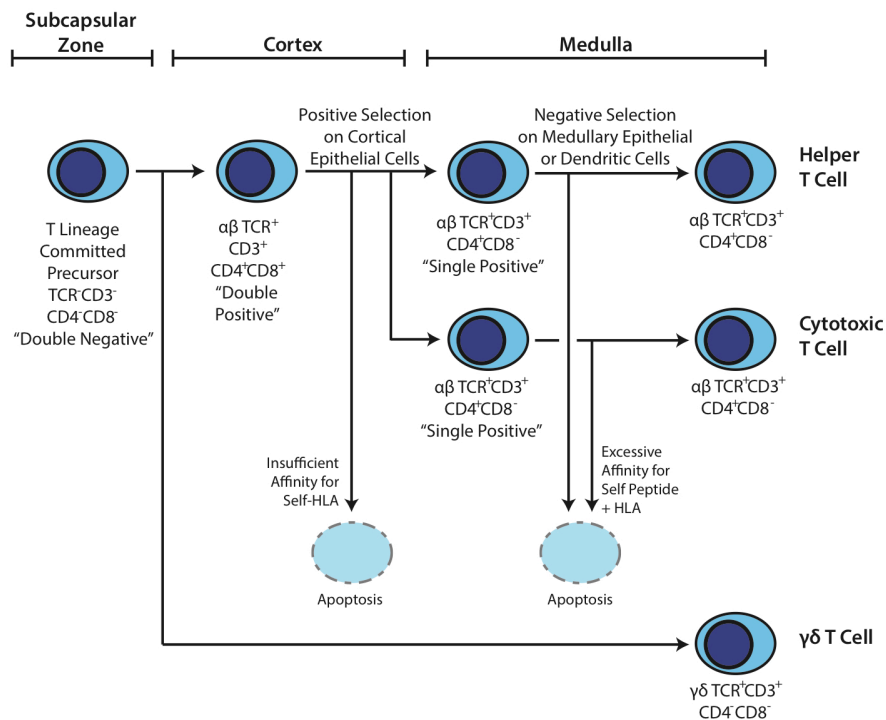 Subcapsular
Zone
Cortex
Medulla
Positive Selection
on Cortical
Epithelial Cells
Negative Selection
on Medullary Epithelial
or Dendritic Cells
Helper
T Cell
T Lineage
Committed
Precursor
TCR⁻CD3⁻
CD4⁻CD8⁻
“Double Negative”
αβ TCR⁺
CD3⁺
CD4⁺CD8⁺
“Double
Positive”
αβ TCR⁺CD3⁺
CD4⁺CD8⁻
“Single Positive”
αβ TCR⁺CD3⁺
CD4⁺CD8⁻
Cytotoxic
T Cell
αβ TCR⁺CD3⁺
CD4⁺CD8⁻
“Single Positive”
αβ TCR⁺CD3⁺
CD4⁺CD8⁻
Insufficient
Affinity for
Self-HLA
Excessive
Affinity for
Self Peptide
+ HLA
Apoptosis
Apoptosis
γδ T Cell
γδ TCR⁺CD3⁺
CD4⁻CD8⁻